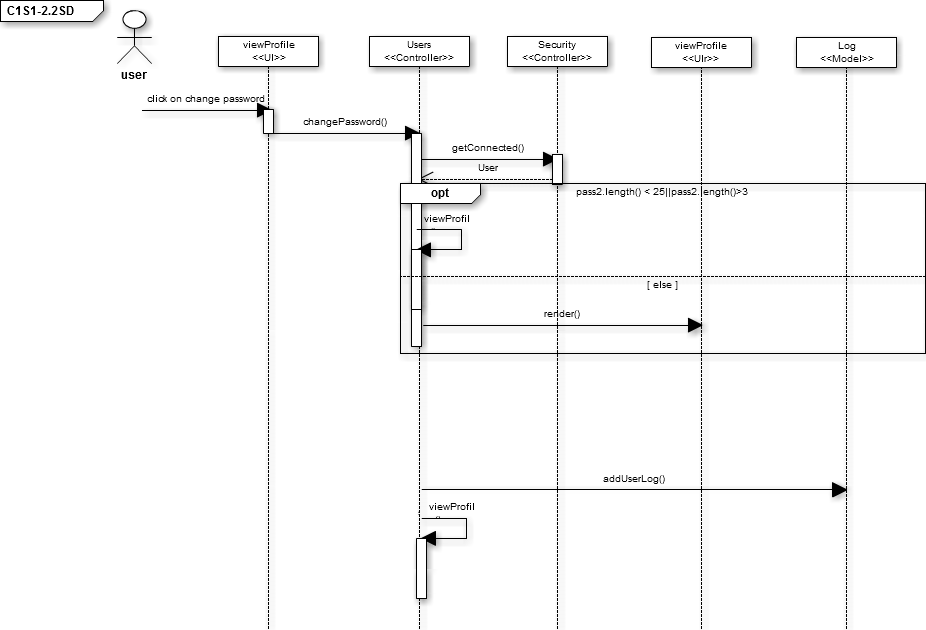 C1S1-2.2SD
user
viewProfile
<<UI>>
Users
<<Controller>>
Security
<<Controller>>
viewProfile
<<UIr>>
Log
<<Model>>
click on change password
changePassword()
getConnected()
User
opt
pass2.length() < 25||pass2.length()>3
viewProfil
[ else ]
render()
addUserLog()
viewProfil
()